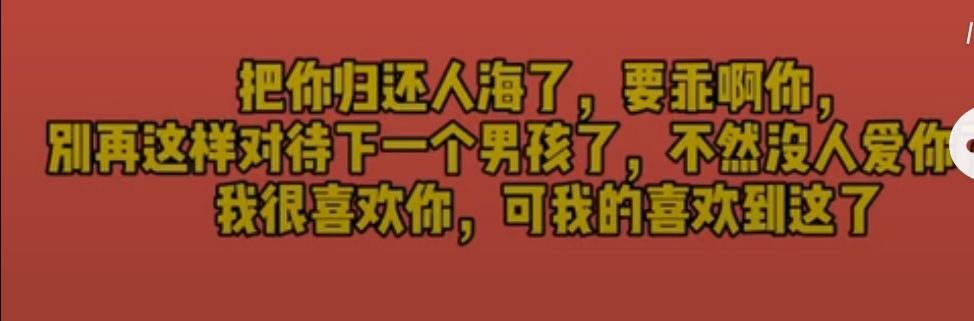 把你归还人海了，要乖啊你，
别再这样对待下一个男孩了，不然没人爱你
我很喜欢你，可我的喜欢到这了